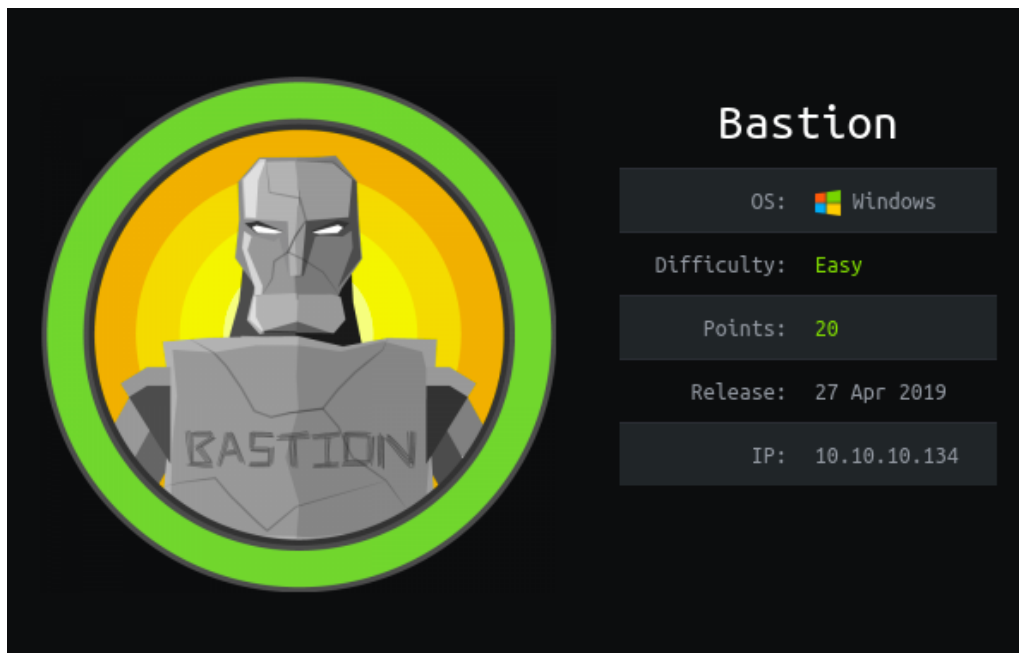 BASTION
Bastion
OS: Windows
Difficulty: Easy
Points: 20
Release: 27 Apr 2019
IP: 10.10.10.134